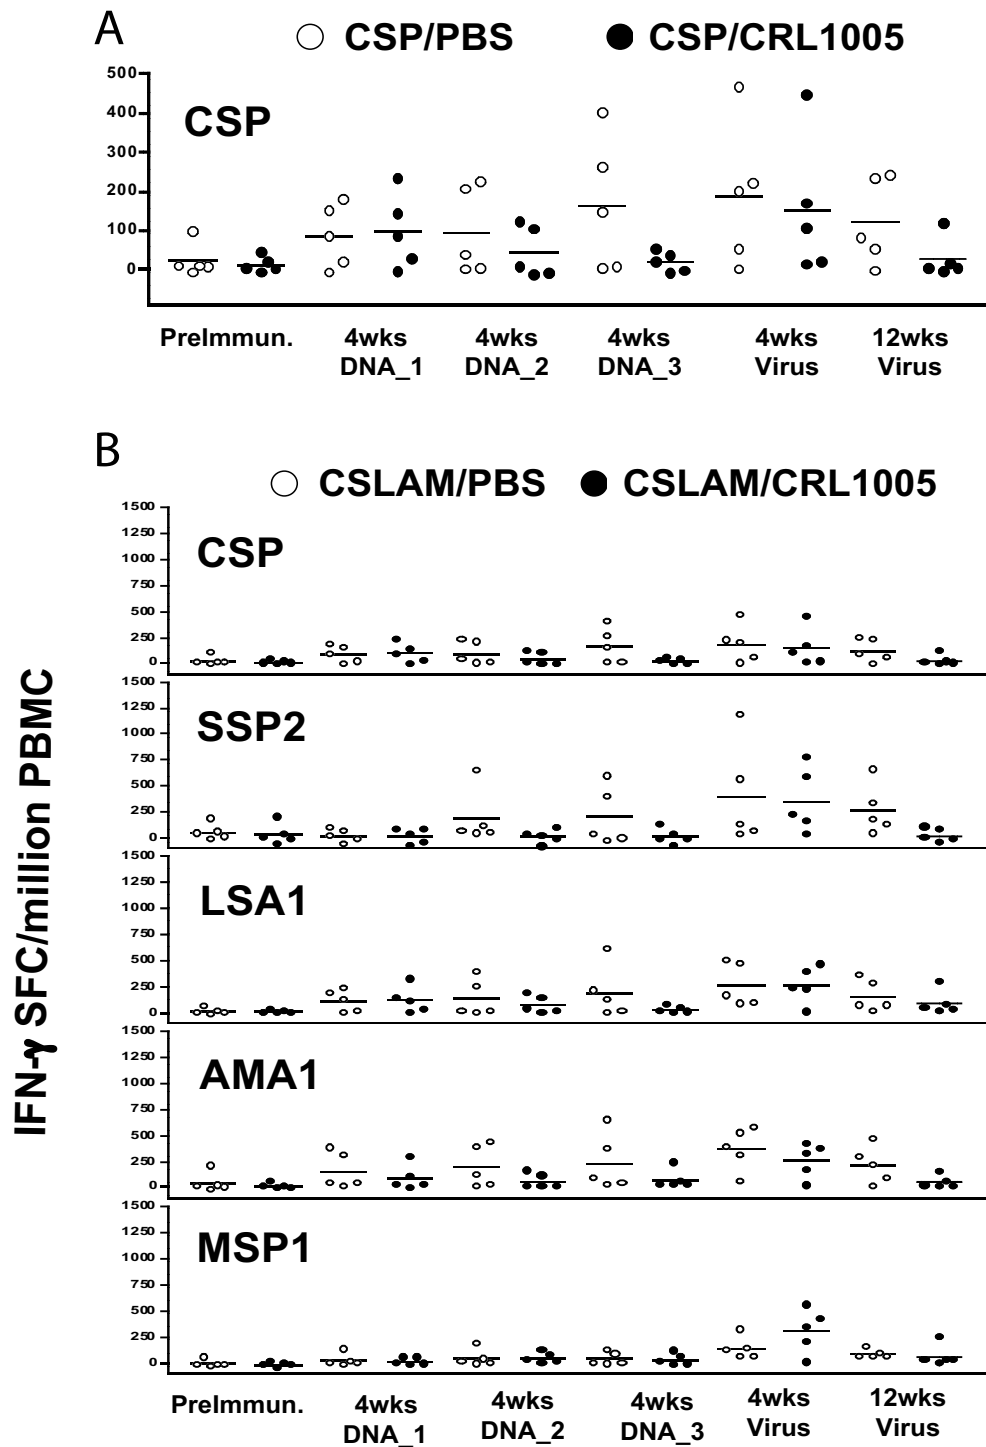 A
CSP/PBS CSP/CRL1005
500
400
300
200
100
0
CSP
PreImmun. 4wks 4wks 4wks 4wks 12wks
DNA_1 DNA_2 DNA_3 Virus Virus
B
CSLAM/PBS CSLAM/CRL1005
IFN-γ SFC/million PBMC
1500
1250
1000
750
500
250
0
CSP
1500
1250
1000
750
500
250
0
SSP2
1500
1250
1000
750
500
250
0
LSA1
1500
1250
1000
750
500
250
0
AMA1
1500
1250
1000
750
500
250
0
MSP1
PreImmun. 4wks 4wks 4wks 4wks 12wks
DNA_1 DNA_2 DNA_3 Virus Virus